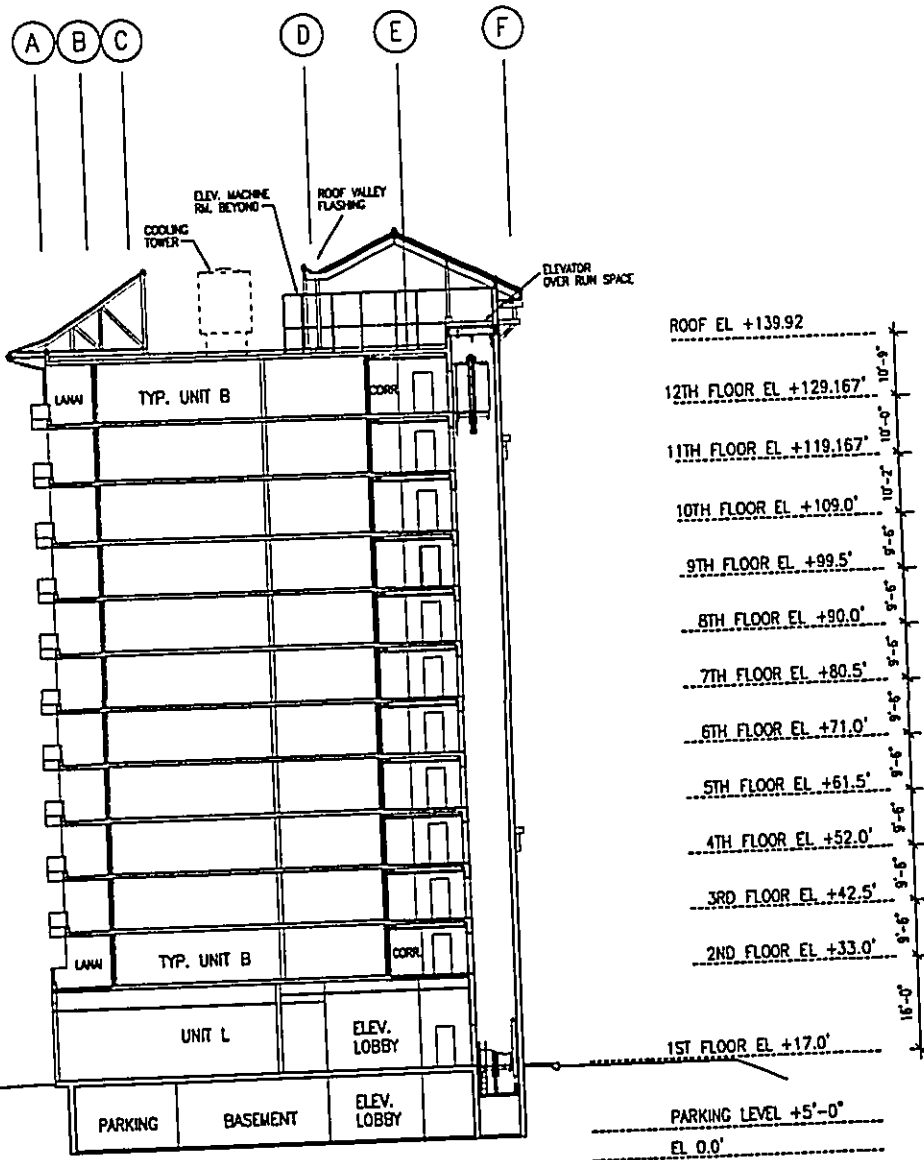 A B C D E F
ELEV. MACHINE
RM. BEYOND
ROOF VALLEY
FLASHING
COOLING
TOWER
ELEVATOR
OVER RUN SPACE
ROOF EL +139.92
10'-9"
LANAI
TYP. UNIT B
CORR.
12TH FLOOR EL +129.167'
10'-0"
11TH FLOOR EL +119.167'
10'-2"
10TH FLOOR EL +109.0'
9'-6"
9TH FLOOR EL +99.5'
9'-6"
8TH FLOOR EL +90.0'
9'-6"
7TH FLOOR EL +80.5'
9'-6"
6TH FLOOR EL +71.0'
9'-6"
5TH FLOOR EL +61.5'
9'-6"
4TH FLOOR EL +52.0'
9'-6"
3RD FLOOR EL +42.5'
9'-6"
2ND FLOOR EL +33.0'
LANAI
TYP. UNIT B
CORR.
16'-0"
UNIT L
ELEV.
LOBBY
1ST FLOOR EL +17.0'
PARKING
BASEMENT
ELEV.
LOBBY
PARKING LEVEL +5'-0"
EL 0.0'